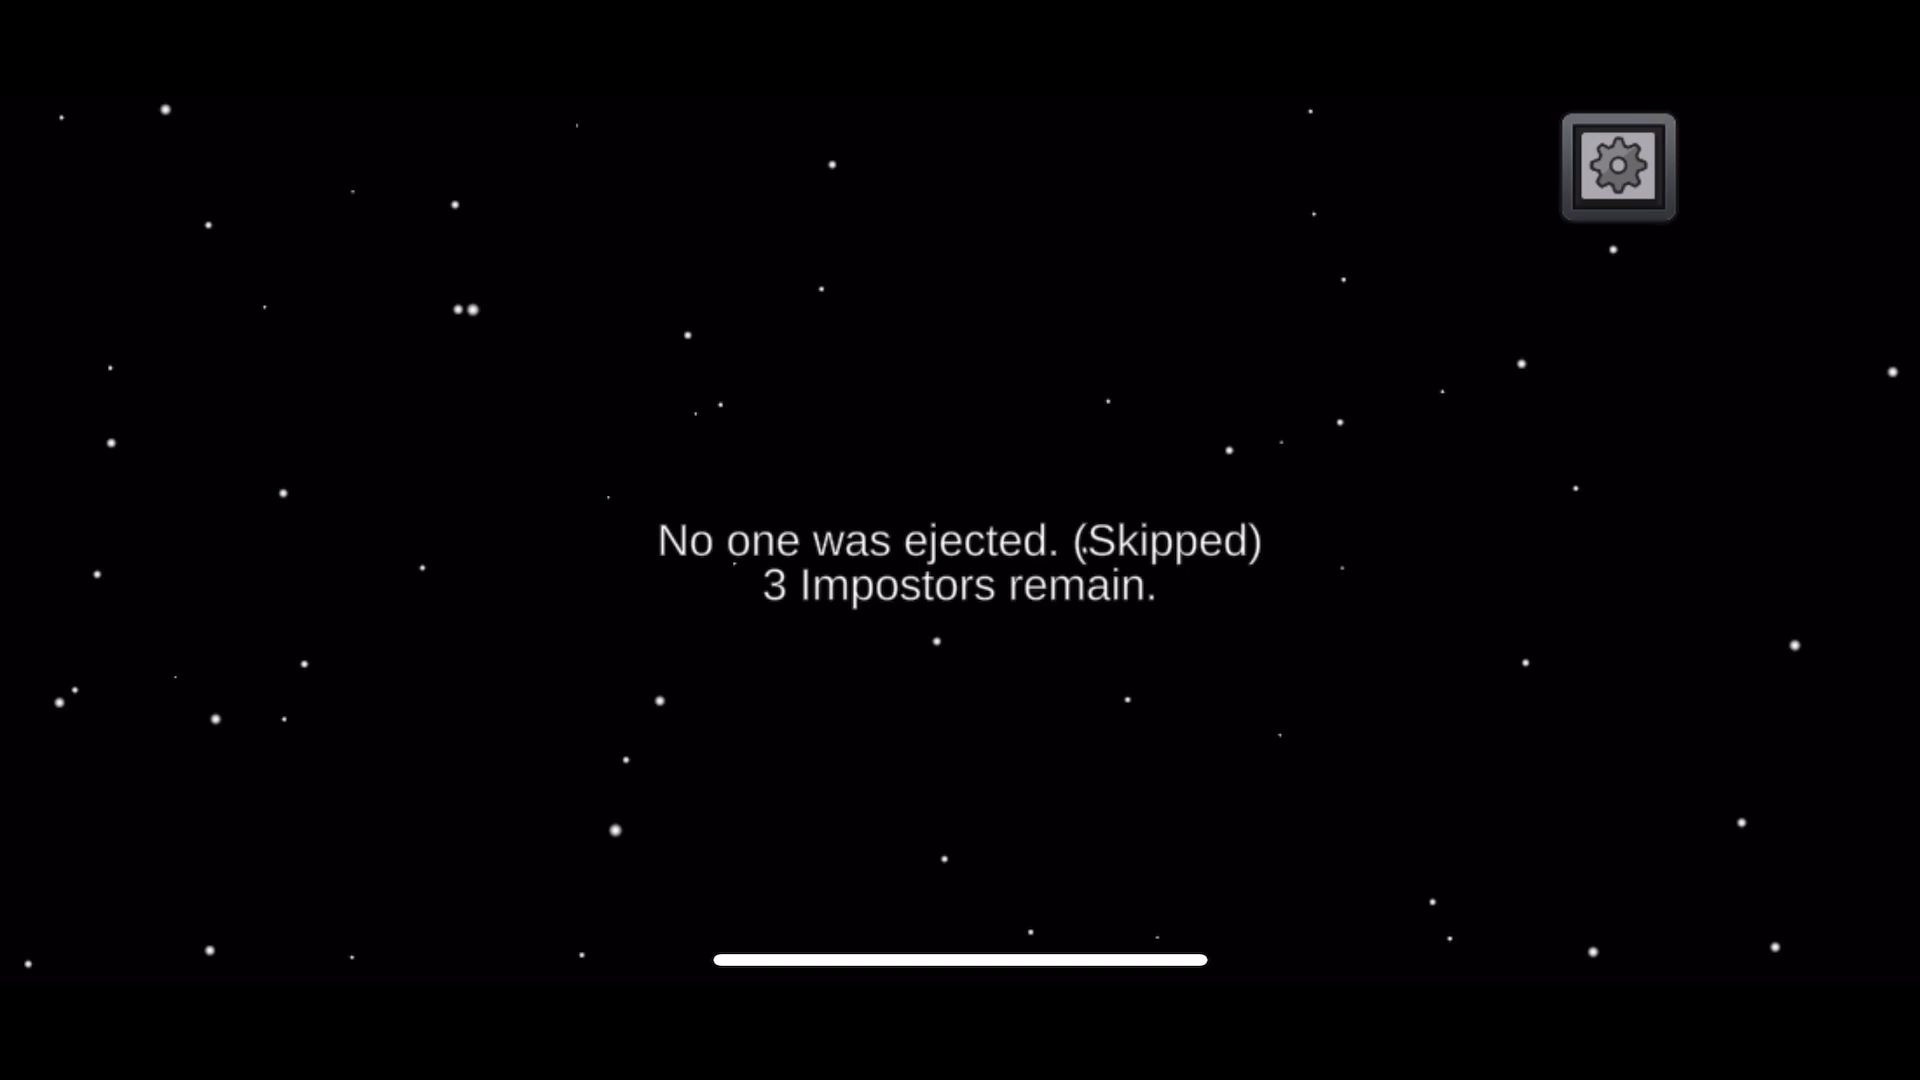 No one was ejected. (Skipped)
3 Impostors remain.